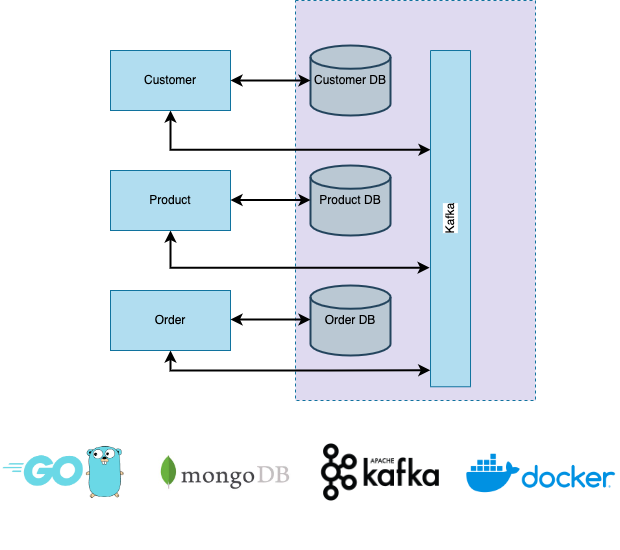 Customer
Customer DB
Product
Product DB
Kafka
Order
Order DB
GO
mongoDB
APACHE
kafka
docker